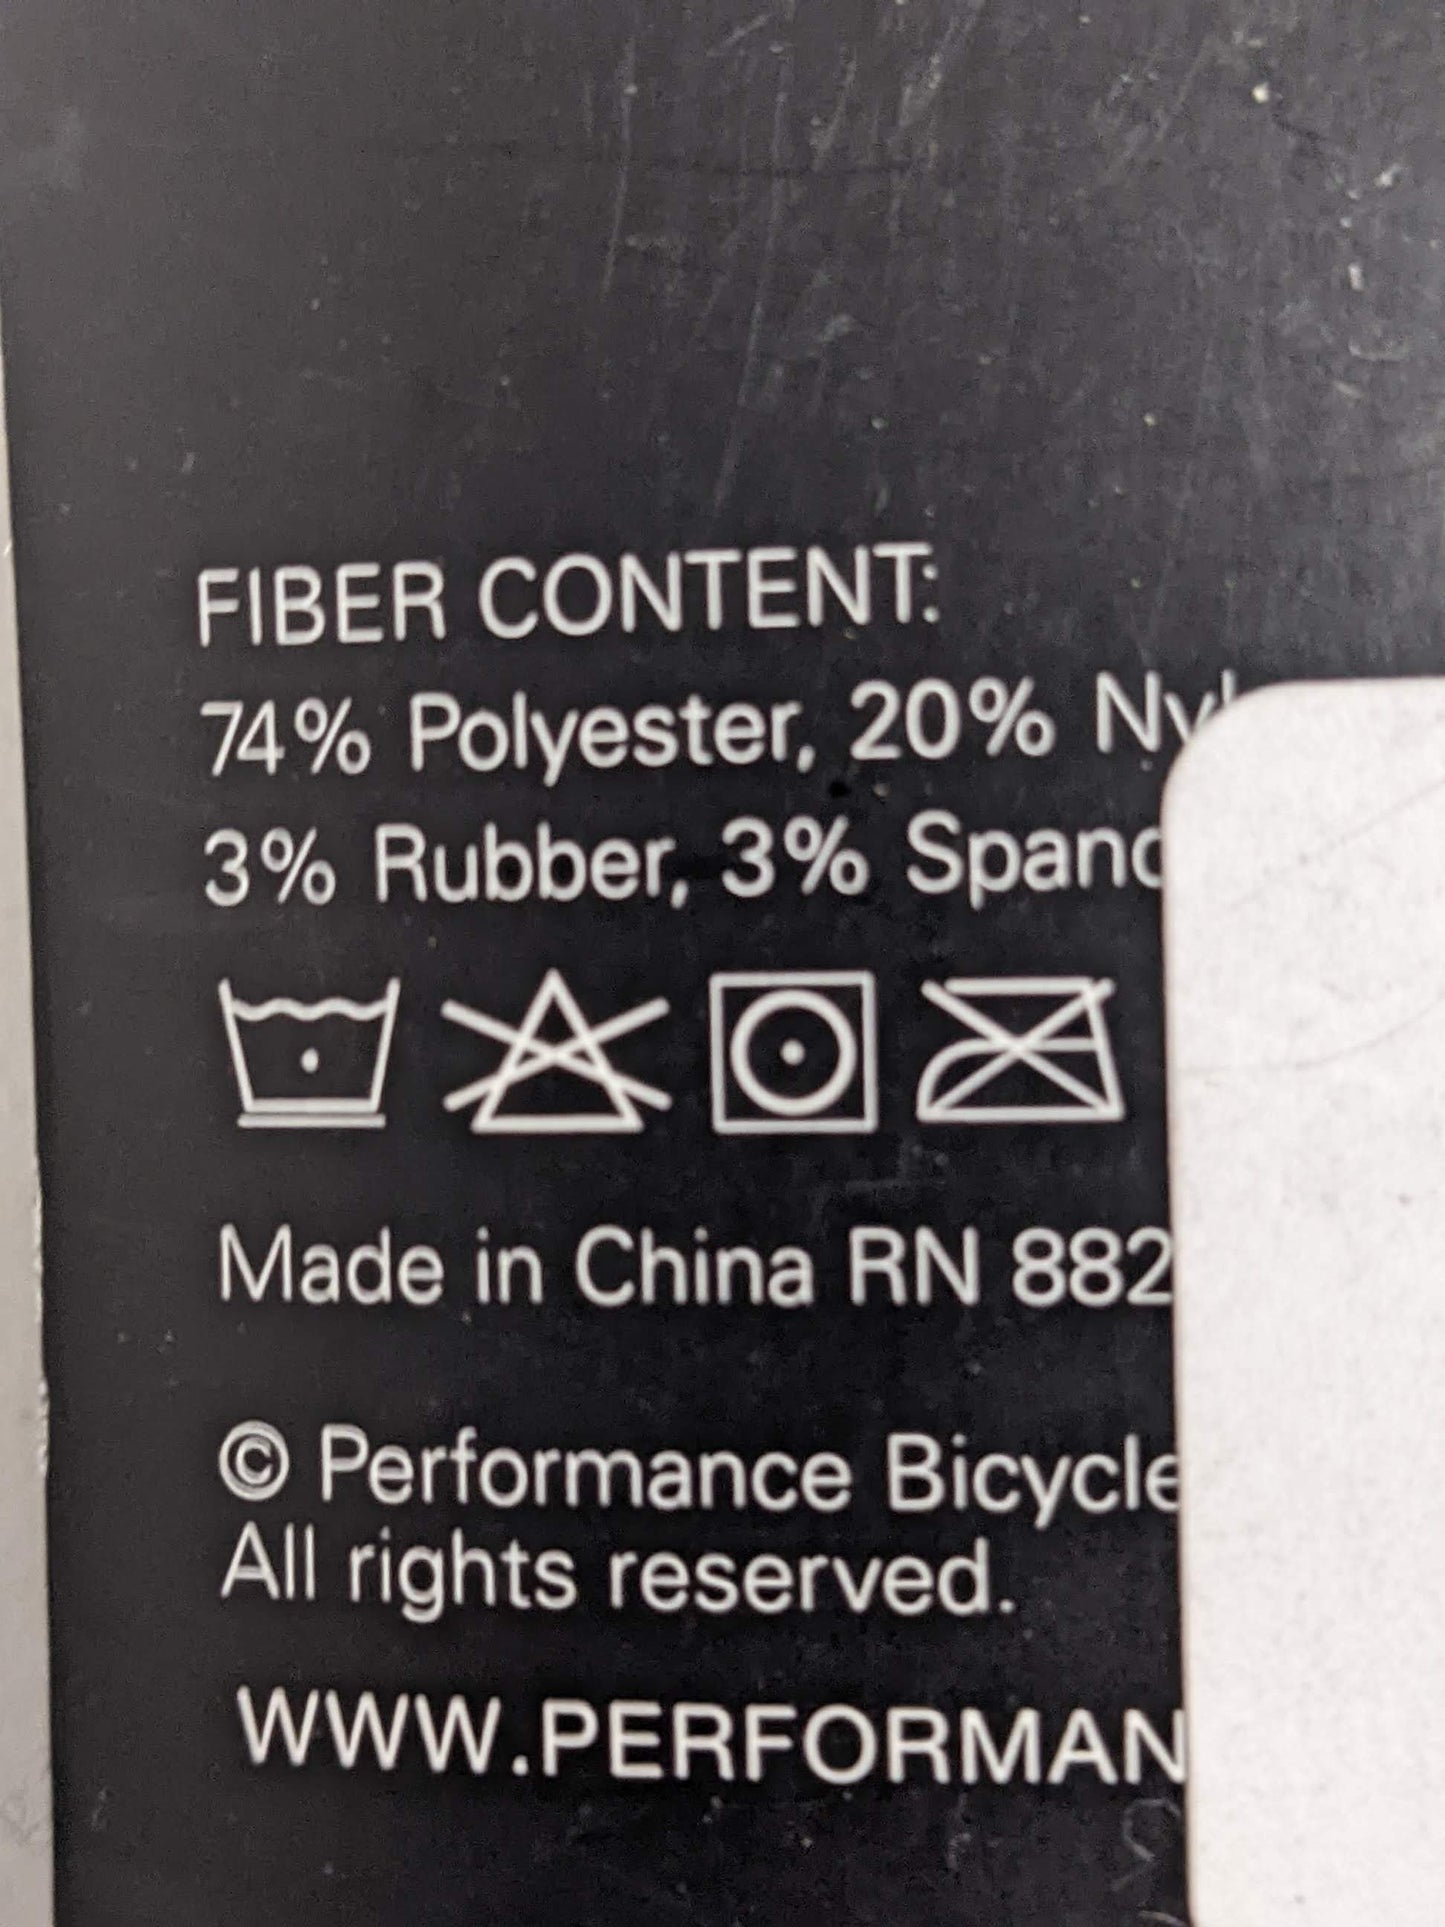 FIBER CONTENT:
74% Polyester, 20% Ny
3% Rubber, 3% Span
Made in China RN 882
© Performance Bicycle
All rights reserved.
WWW.PERFORMAN